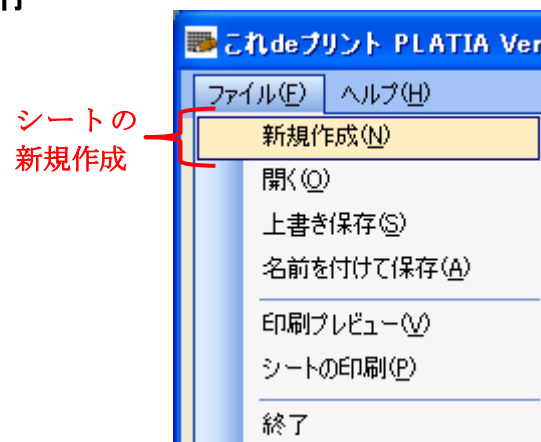 これdeプリント PLATIA Ver
ファイル(F) ヘルプ(H)
シートの
新規作成
新規作成(N)
開く(O)
上書き保存(S)
名前を付けて保存(A)
印刷プレビュー(V)
シートの印刷(P)
終了